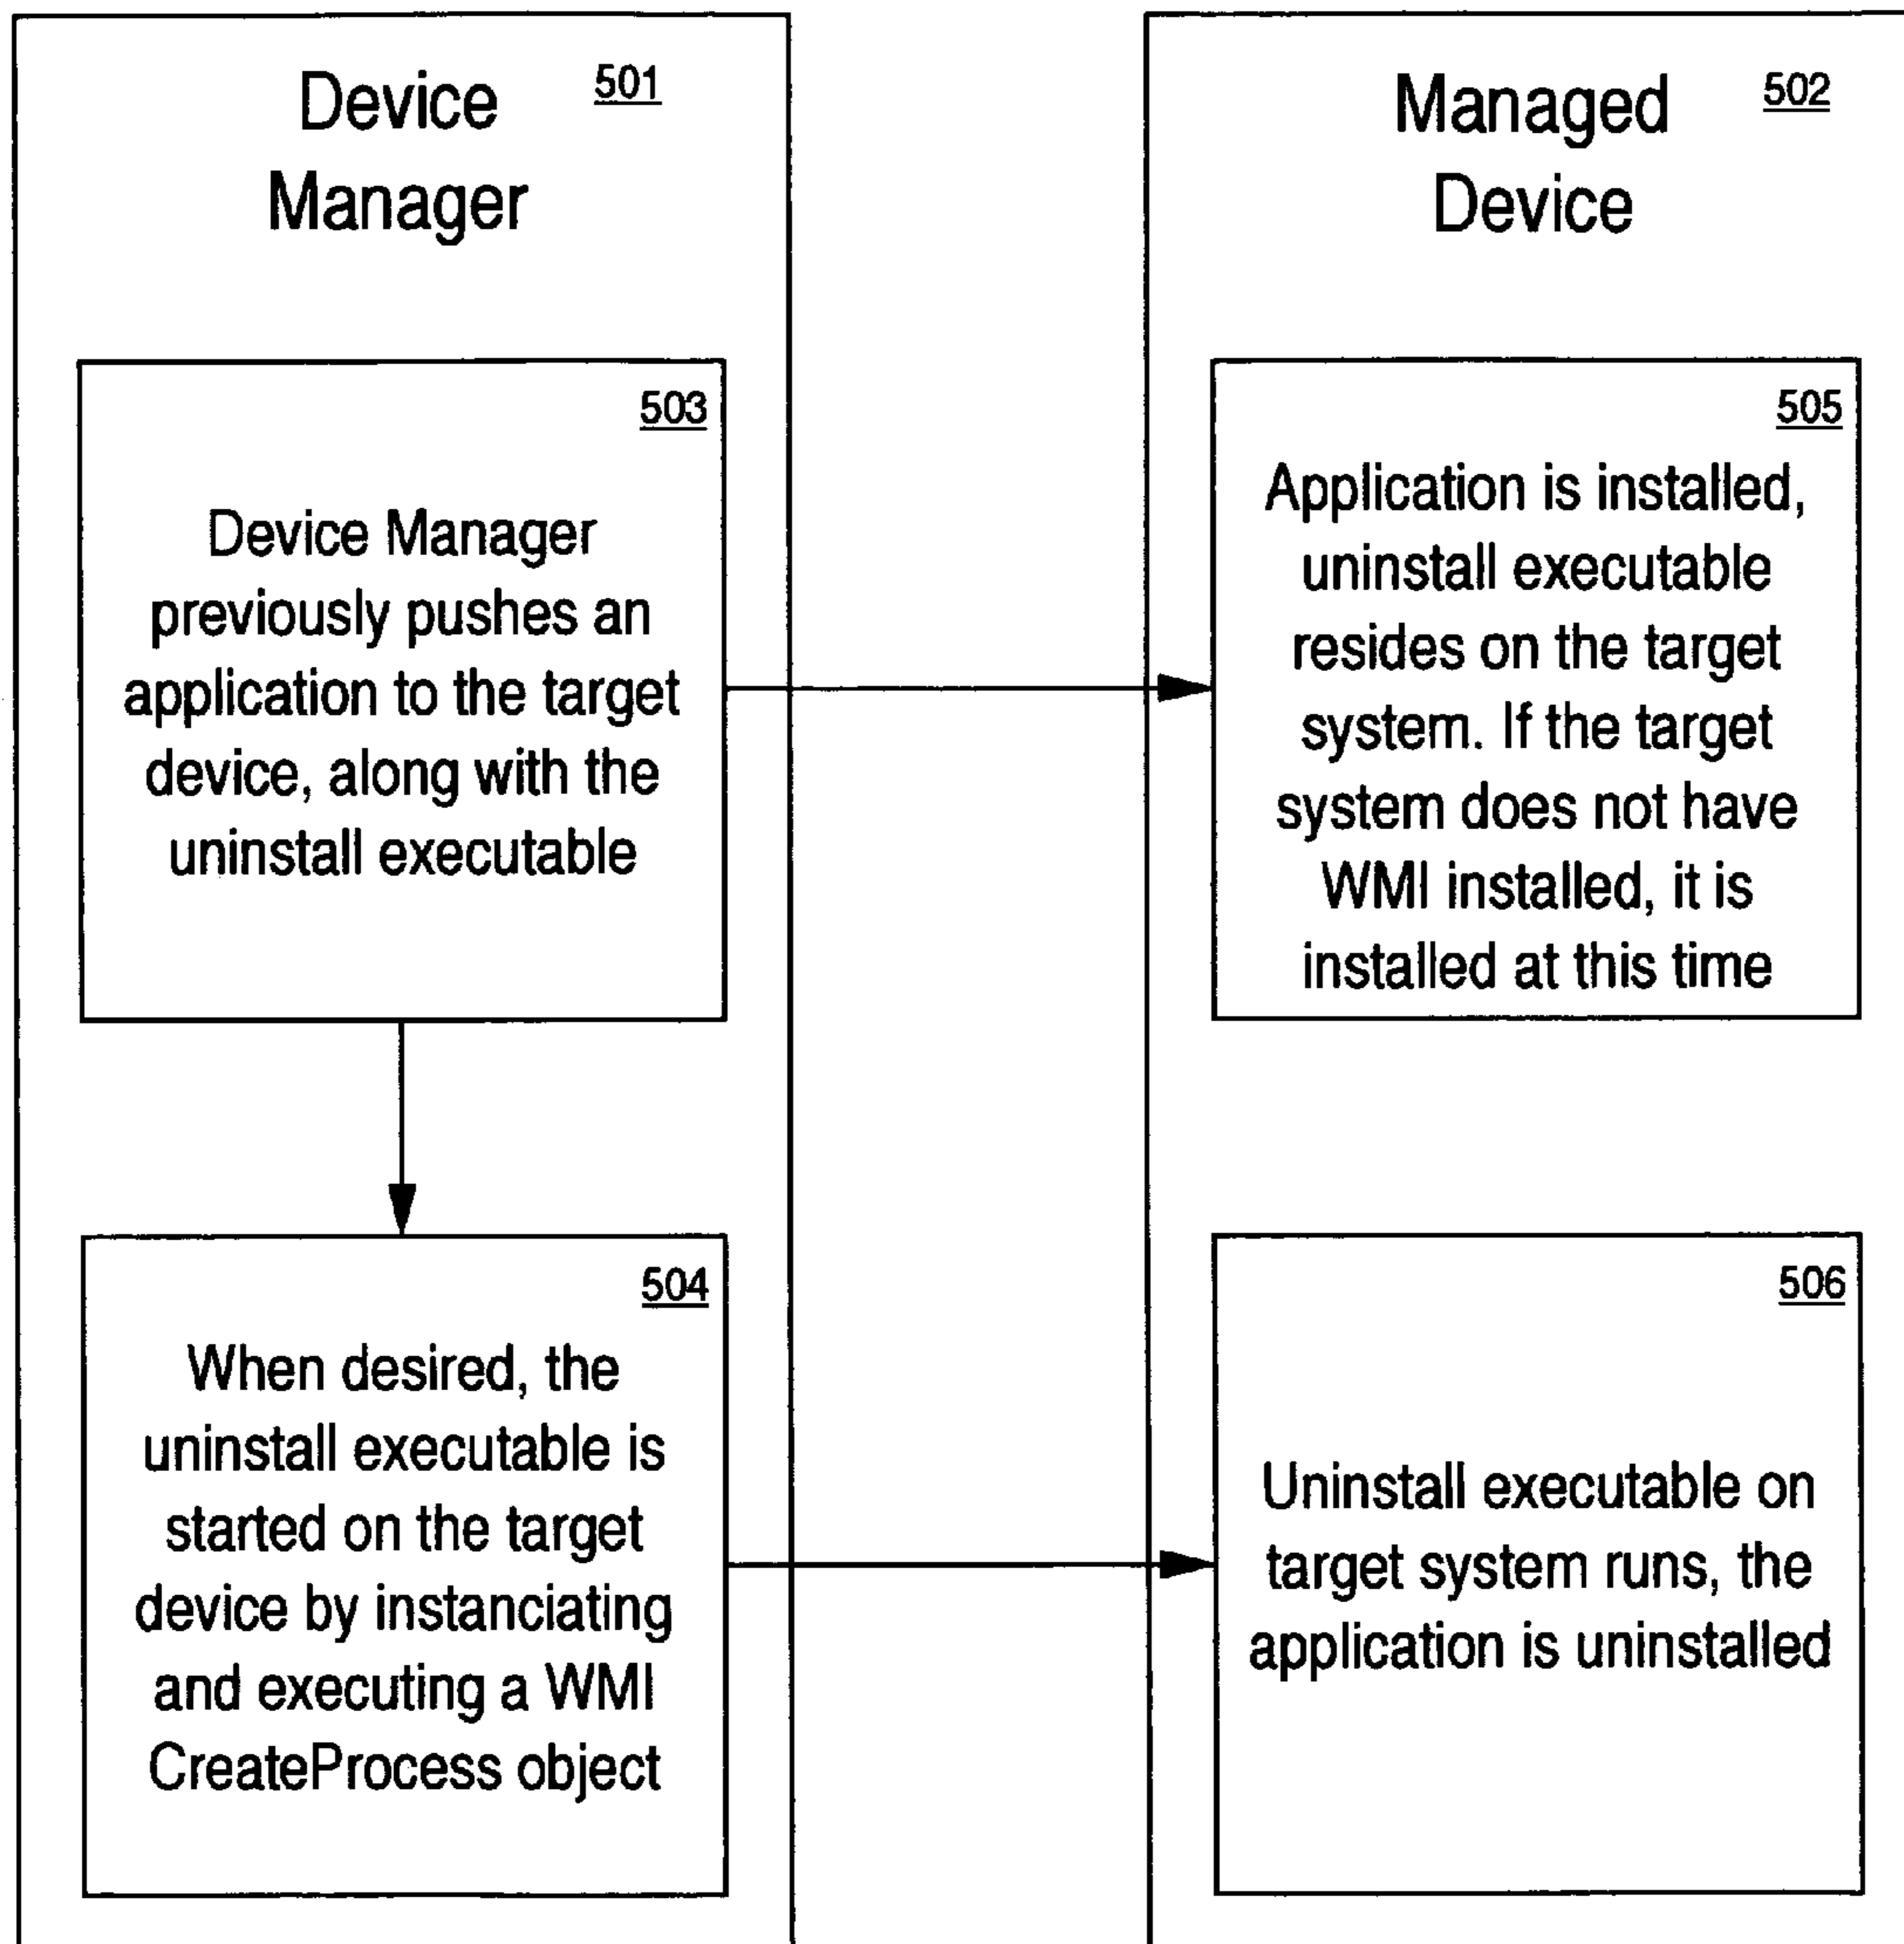 Device
Manager
501
503
Device Manager
previously pushes an
application to the target
device, along with the
uninstall executable
504
When desired, the
uninstall executable is
started on the target
device by instanciating
and executing a WMI
CreateProcess object
Managed
Device
502
505
Application is installed,
uninstall executable
resides on the target
system. If the target
system does not have
WMI installed, it is
installed at this time
506
Uninstall executable on
target system runs, the
application is uninstalled